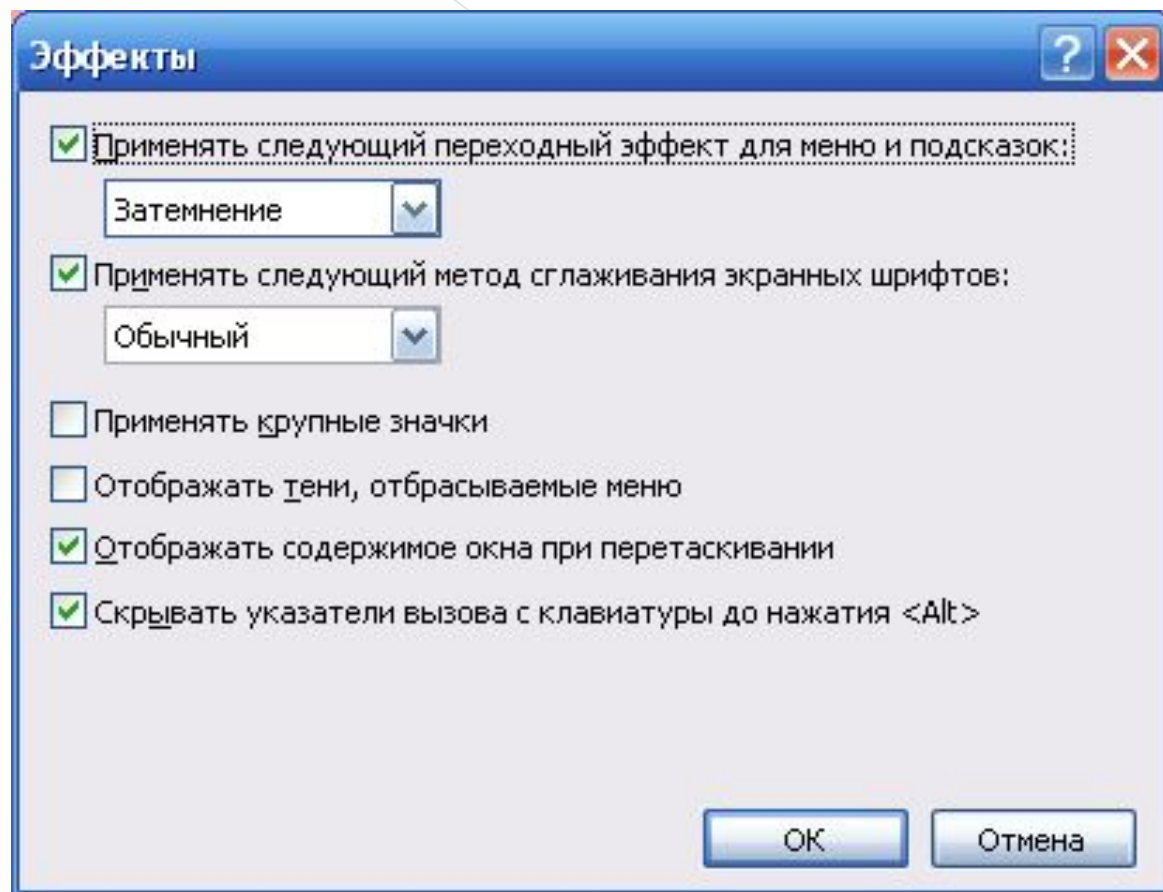 Эффекты
Применять следующий переходный эффект для меню и подсказок:
Затемнение
Применять следующий метод сглаживания экранных шрифтов:
Обычный
Применять крупные значки
Отображать тени, отбрасываемые меню
Отображать содержимое окна при перетаскивании
Скрывать указатели вызова с клавиатуры до нажатия <Alt>
ОК Отмена